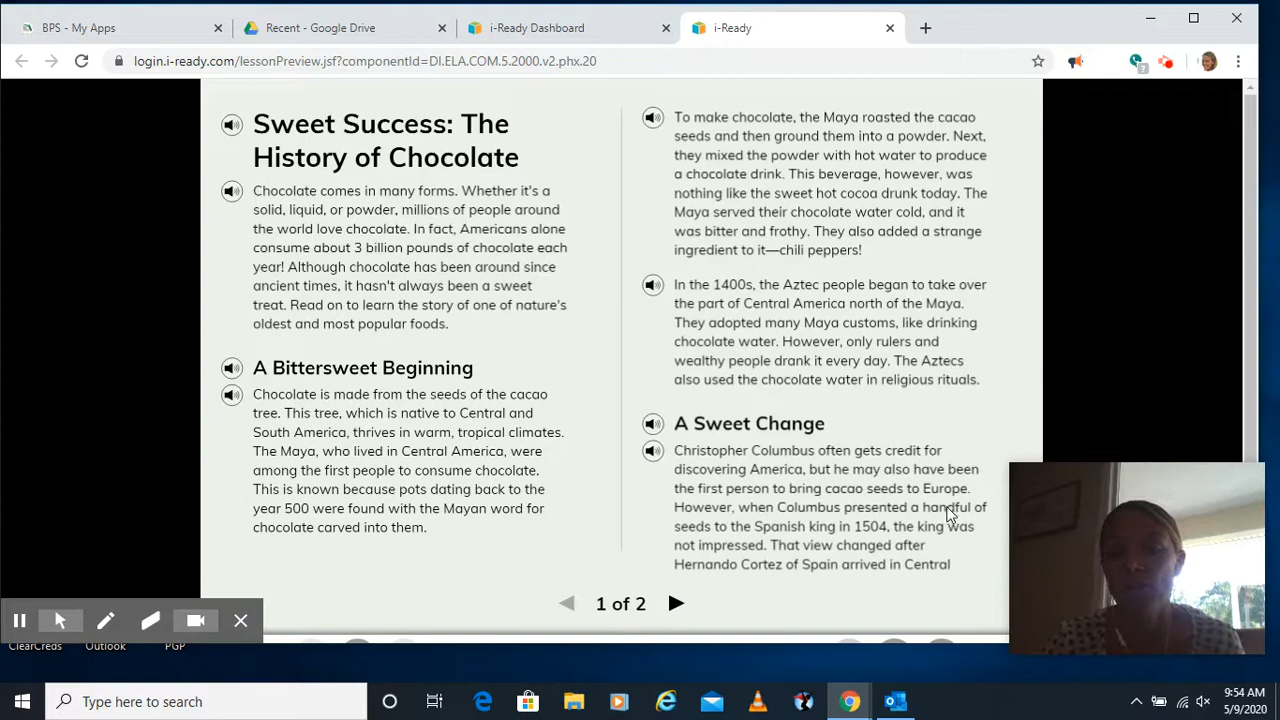 BPS - My Apps
Recent - Google Drive
i-Ready Dashboard
i-Ready
login.i-ready.com/lessonPreview.jsf?componentId=DI.ELA.COM.5.2000.v2.phx.20
Sweet Success: The
History of Chocolate
Chocolate comes in many forms. Whether it's a
solid, liquid, or powder, millions of people around
the world love chocolate. In fact, Americans alone
consume about 3 billion pounds of chocolate each
year! Although chocolate has been around since
ancient times, it hasn't always been a sweet
treat. Read on to learn the story of one of nature's
oldest and most popular foods.
A Bittersweet Beginning
Chocolate is made from the seeds of the cacao
tree. This tree, which is native to Central and
South America, thrives in warm, tropical climates.
The Maya, who lived in Central America, were
among the first people to consume chocolate.
This is known because pots dating back to the
year 500 were found with the Mayan word for
chocolate carved into them.
To make chocolate, the Maya roasted the cacao
seeds and then ground them into a powder. Next,
they mixed the powder with hot water to produce
a chocolate drink. This beverage, however, was
nothing like the sweet hot cocoa drunk today. The
Maya served their chocolate water cold, and it
was bitter and frothy. They also added a strange
ingredient to it—chili peppers!
In the 1400s, the Aztec people began to take over
the part of Central America north of the Maya.
They adopted many Maya customs, like drinking
chocolate water. However, only rulers and
wealthy people drank it every day. The Aztecs
also used the chocolate water in religious rituals.
A Sweet Change
Christopher Columbus often gets credit for
discovering America, but he may also have been
the first person to bring cacao seeds to Europe.
However, when Columbus presented a handful of
seeds to the Spanish king in 1504, the king was
not impressed. That view changed after
Hernando Cortez of Spain arrived in Central
1 of 2
ClearCreds
Outlook
PGP
Type here to search
9:54 AM
5/9/2020